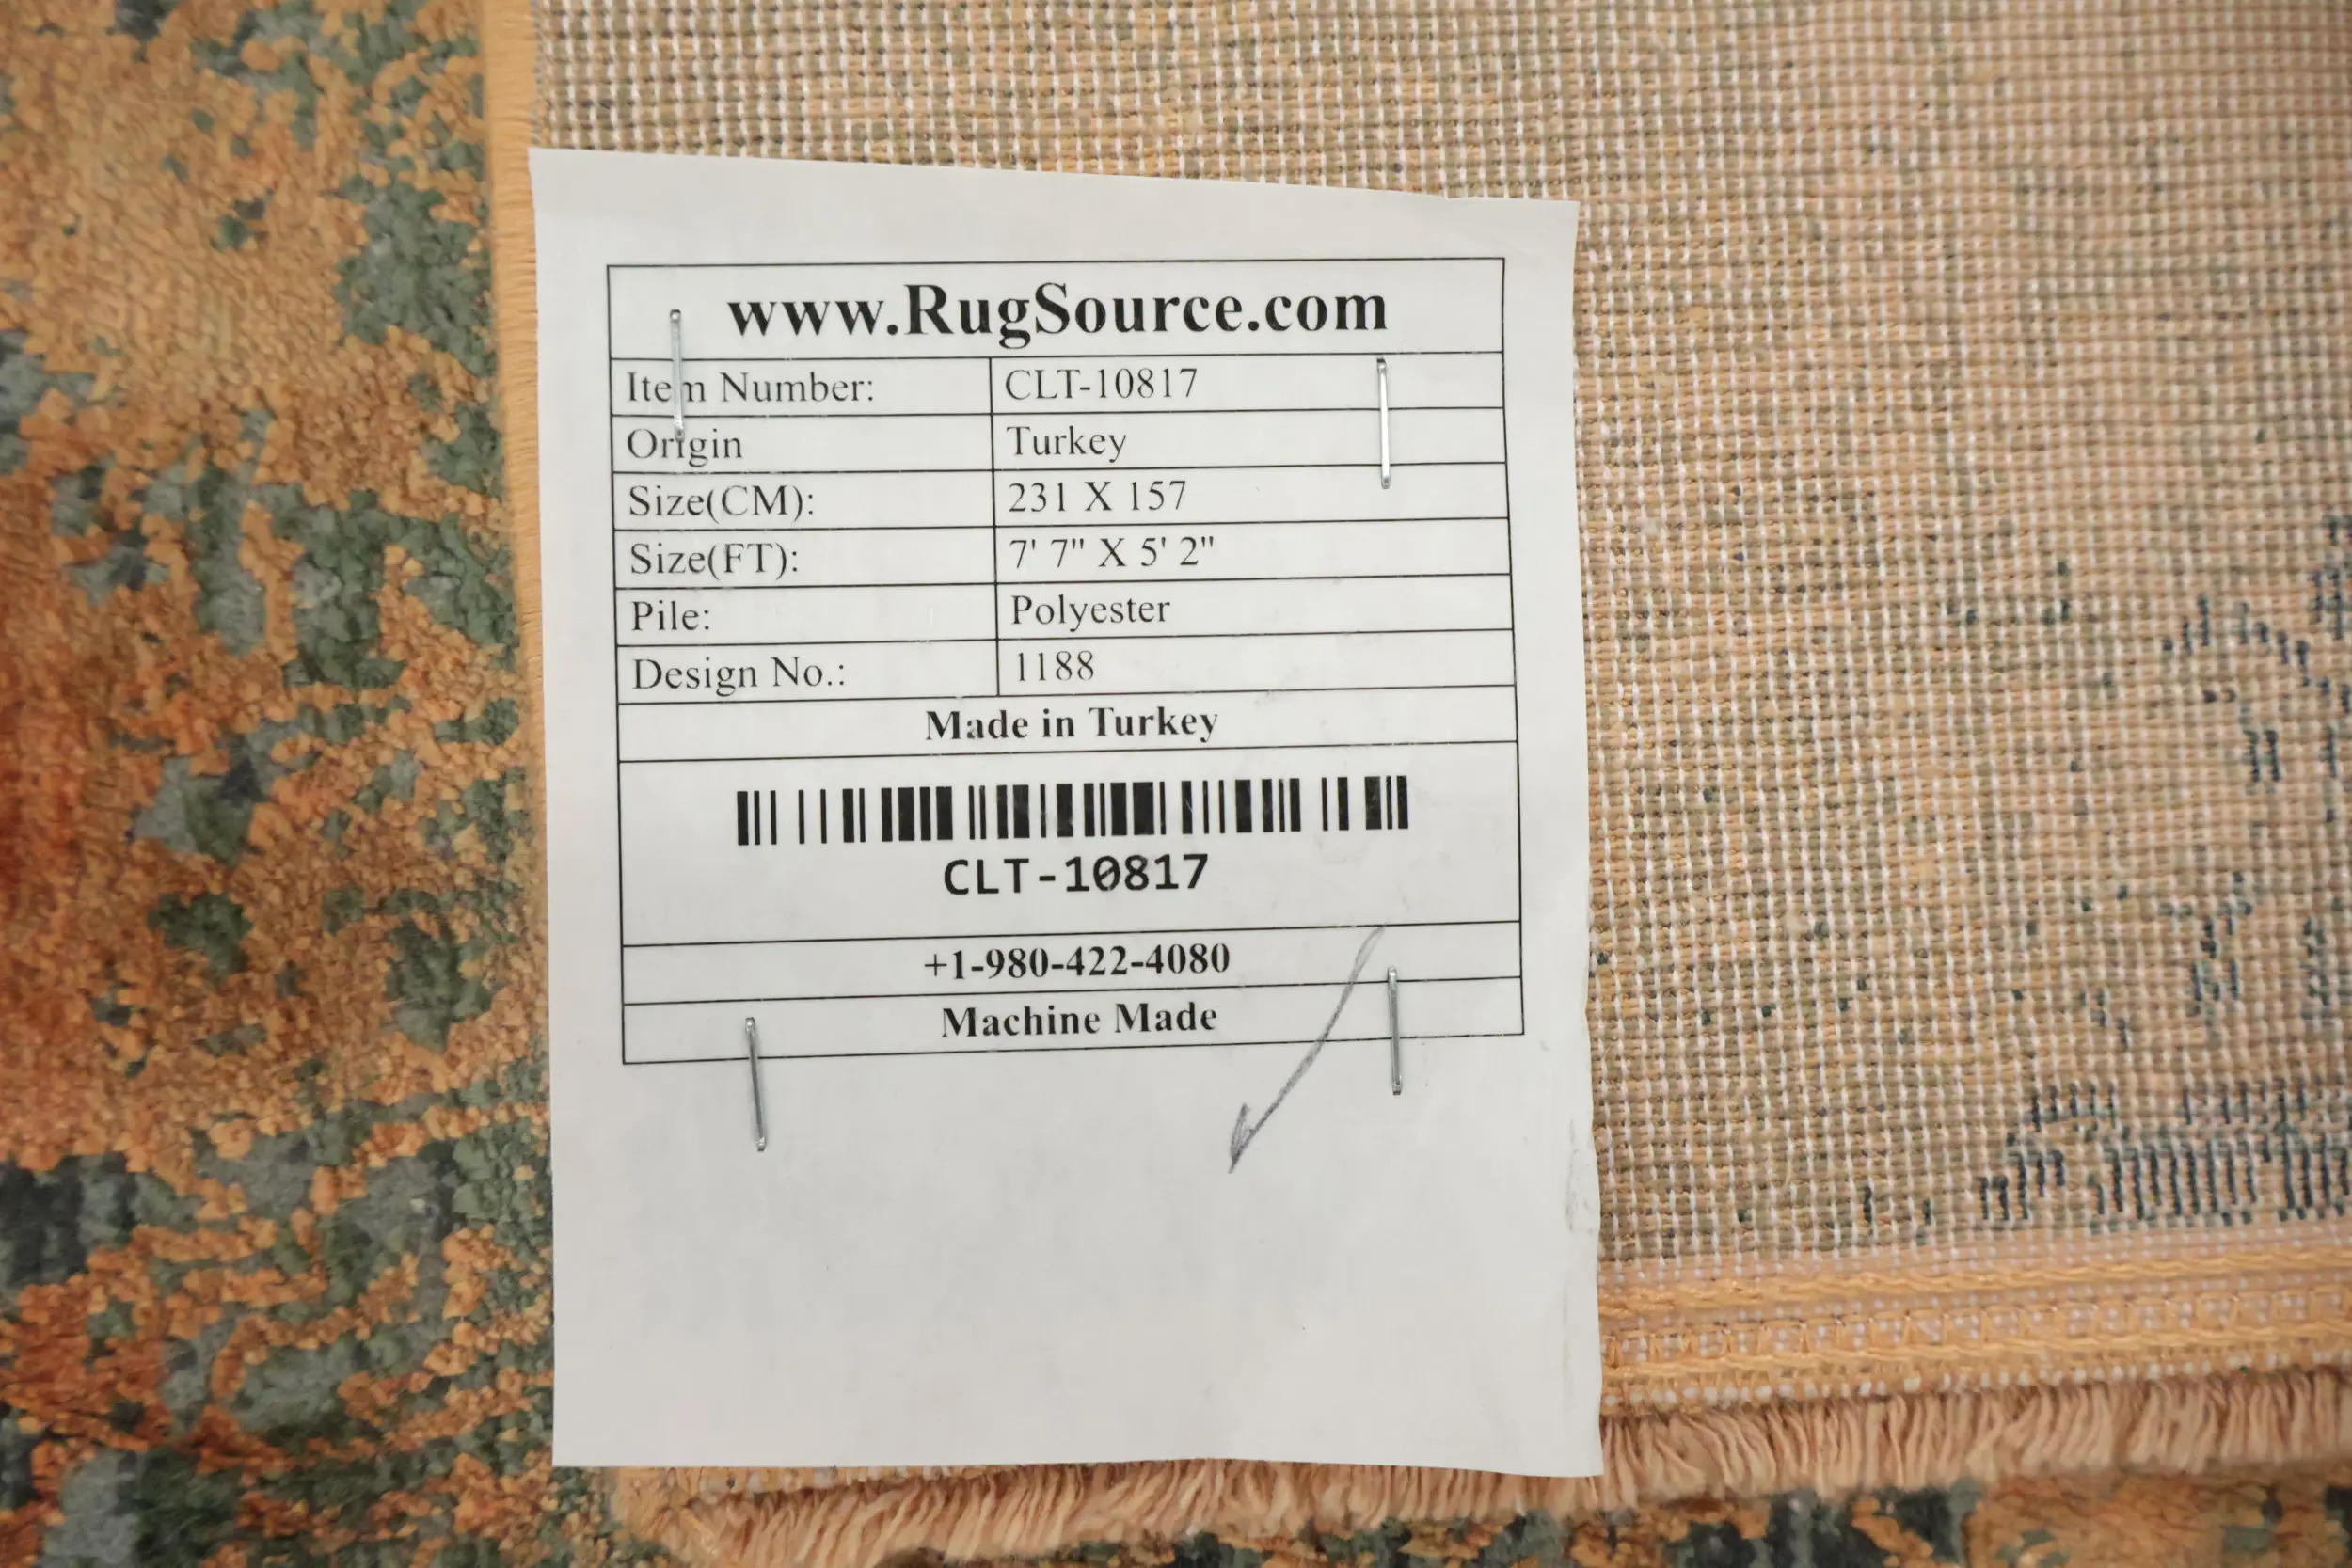 www.RugSource.com
Item Number: CLT-10817
Origin Turkey
Size(CM): 231 X 157
Size(FT): 7' 7" X 5' 2"
Pile: Polyester
Design No.: 1188
Made in Turkey
CLT-10817
+1-980-422-4080
Machine Made